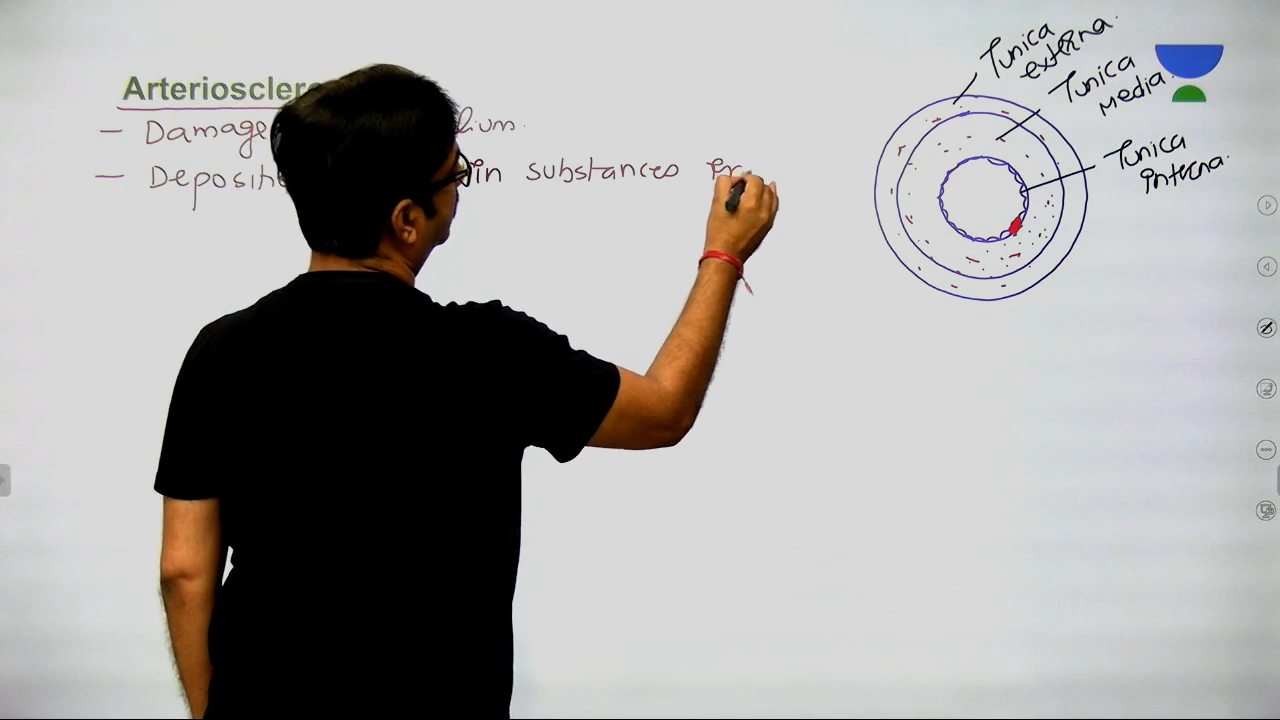 Arterioscler
– Damage lium.
– Deposit in substances
Tunica
externa.
Tunica
Media.
Tunica
interna.